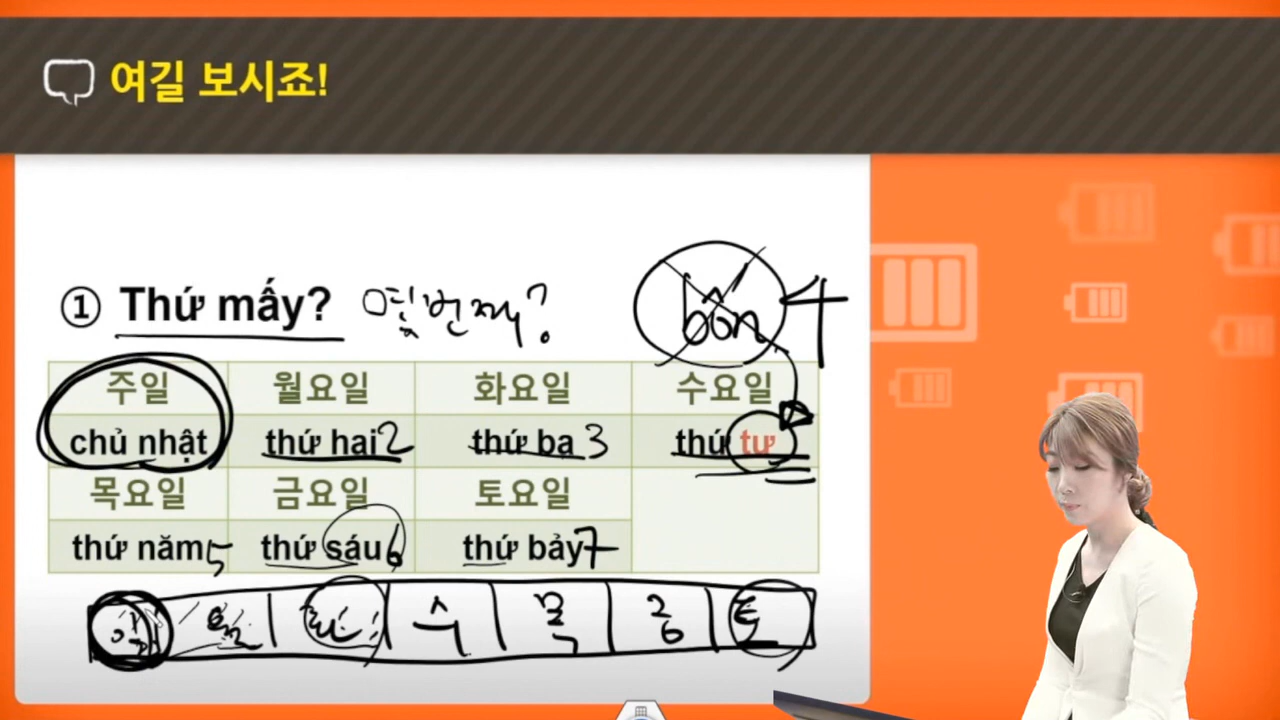 여길 보시죠!
① Thứ mấy? 몇번째?
bốn 4
주일 월요일 화요일 수요일
chủ nhật thứ hai 2 thứ ba 3 thứ tư
목요일 금요일 토요일
thứ năm 5 thứ sáu 6 thứ bảy 7
일 월 화 수 목 금 토